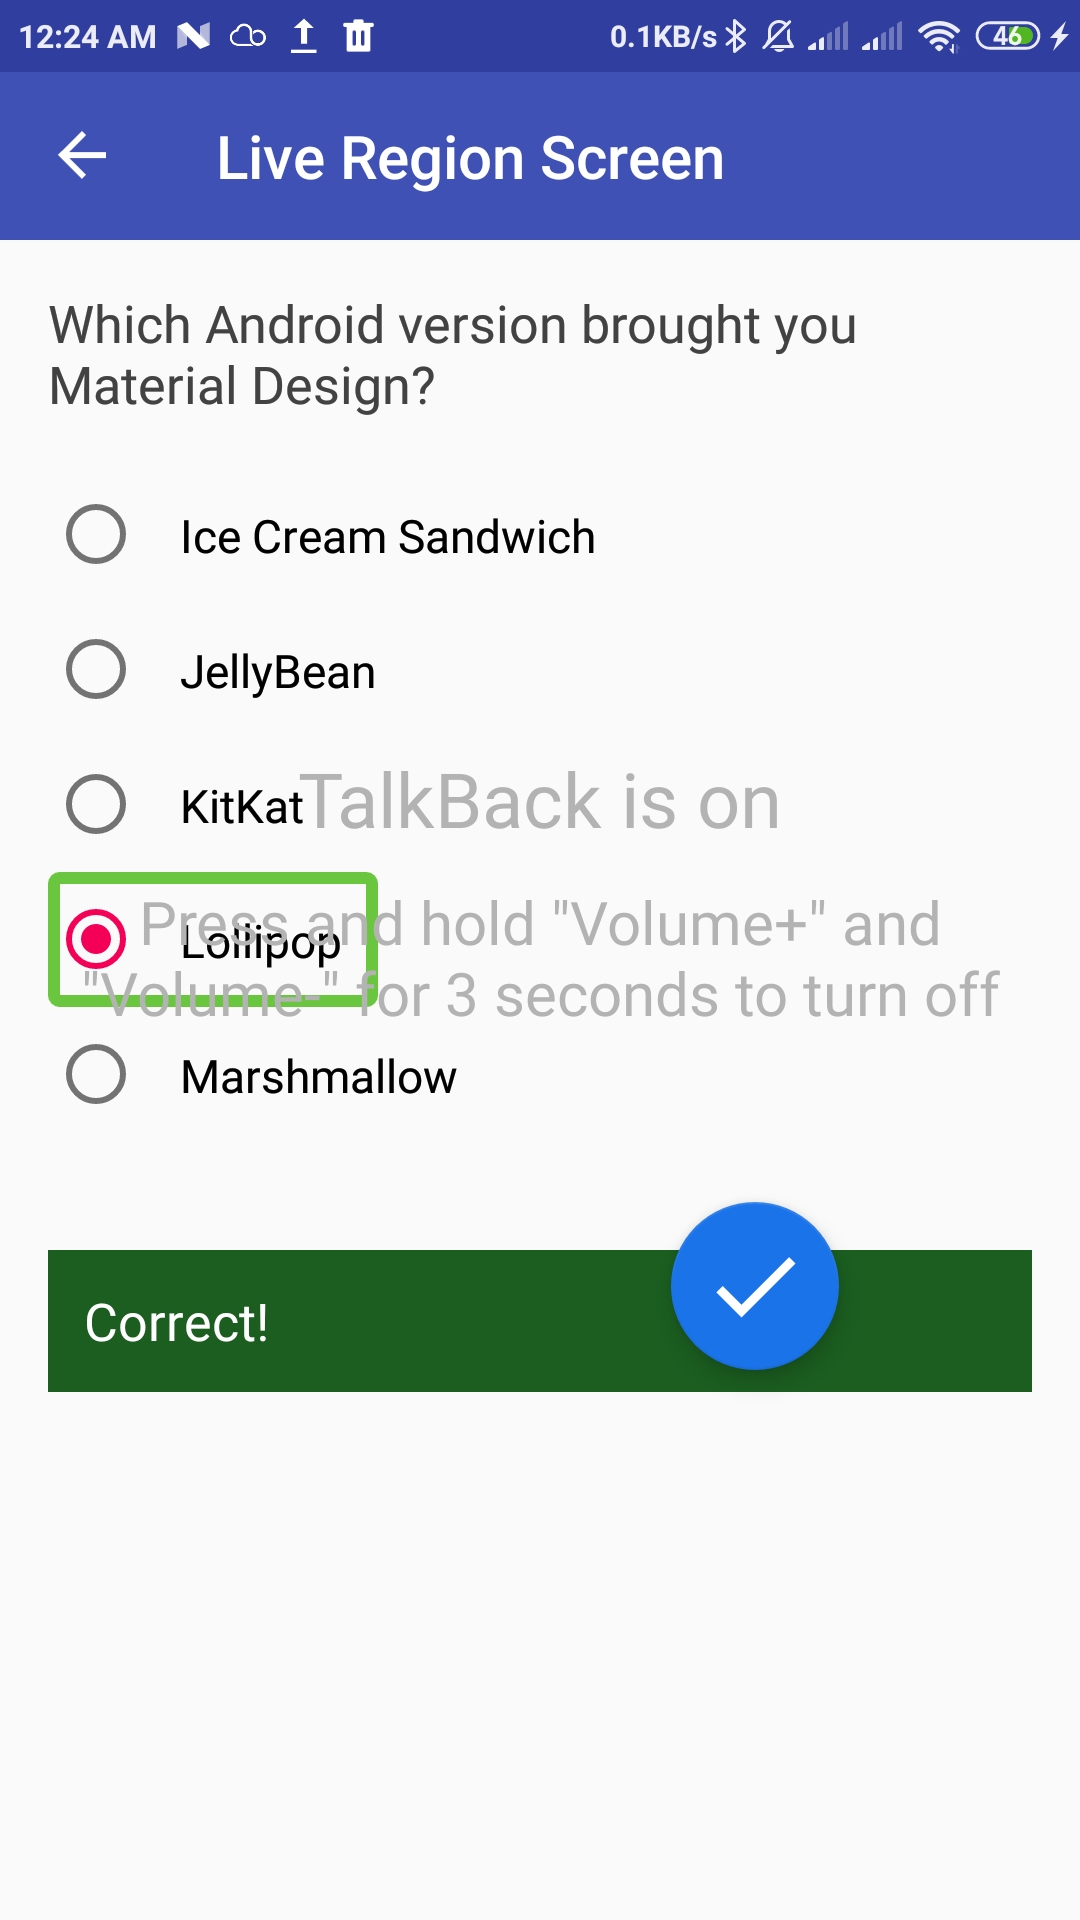 12:24 AM 0.1KB/s 46
Live Region Screen
Which Android version brought you
Material Design?
Ice Cream Sandwich
JellyBean
KitKat
TalkBack is on
Lollipop
Press and hold "Volume+" and
"Volume-" for 3 seconds to turn off
Marshmallow
Correct!